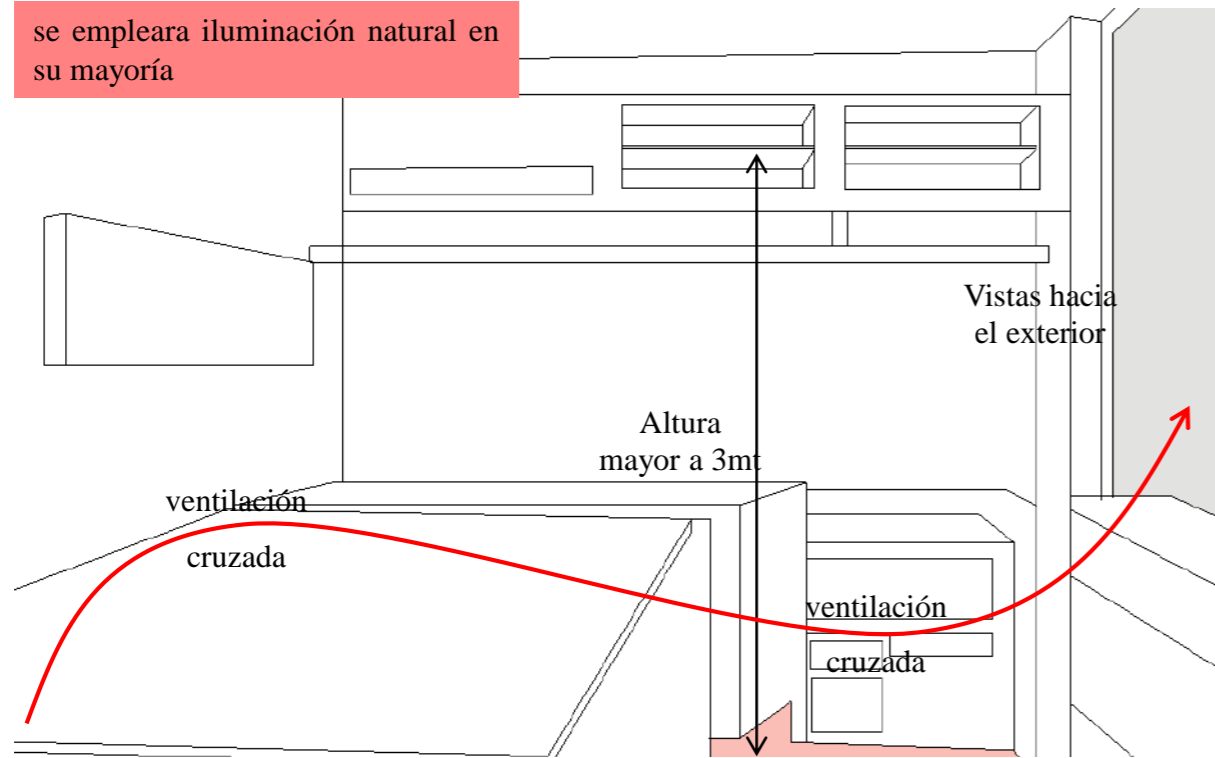 se empleara iluminación natural en
su mayoría
Vistas hacia
el exterior
Altura
mayor a 3mt
ventilación
cruzada
ventilación
cruzada